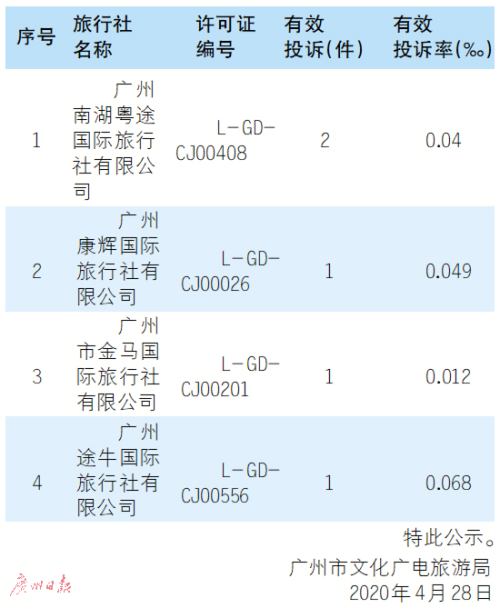 序号 旅行社名称 许可证编号 有效投诉(件) 有效投诉率(‰)
1 广州南湖粤途国际旅行社有限公司 L-GD-CJ00408 2 0.04
2 广州康辉国际旅行社有限公司 L-GD-CJ00026 1 0.049
3 广州市金马国际旅行社有限公司 L-GD-CJ00201 1 0.012
4 广州途牛国际旅行社有限公司 L-GD-CJ00556 1 0.068
特此公示。
广州市文化广电旅游局
广州日报
2020年4月28日